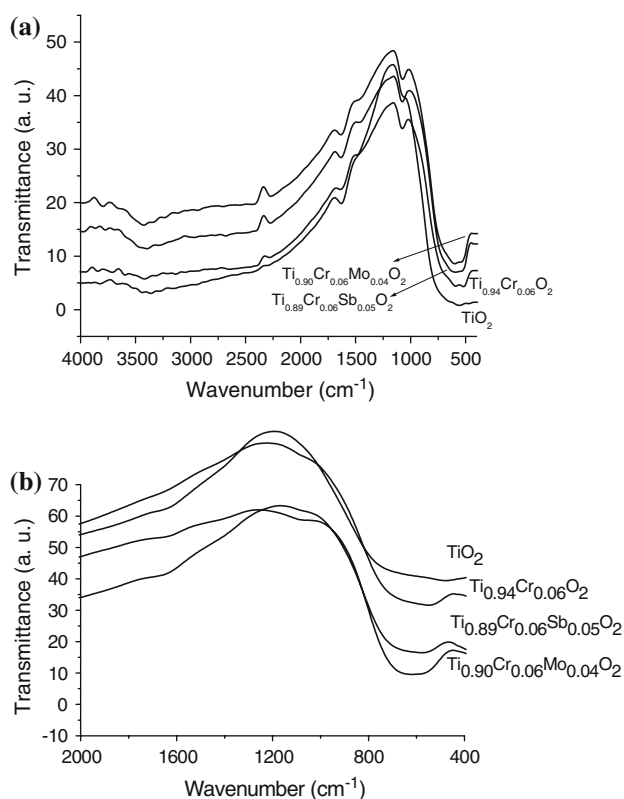 (a)
Transmittance (a. u.)
50
40
30
20
10
0
Ti0.90Cr0.06Mo0.04O2
Ti0.89Cr0.06Sb0.05O2
Ti0.94Cr0.06O2
TiO2
4000 3500 3000 2500 2000 1500 1000 500
Wavenumber (cm-1)
(b)
Transmittance (a. u.)
70
60
50
40
30
20
10
0
-10
TiO2
Ti0.94Cr0.06O2
Ti0.89Cr0.06Sb0.05O2
Ti0.90Cr0.06Mo0.04O2
2000 1600 1200 800 400
Wavenumber (cm-1)